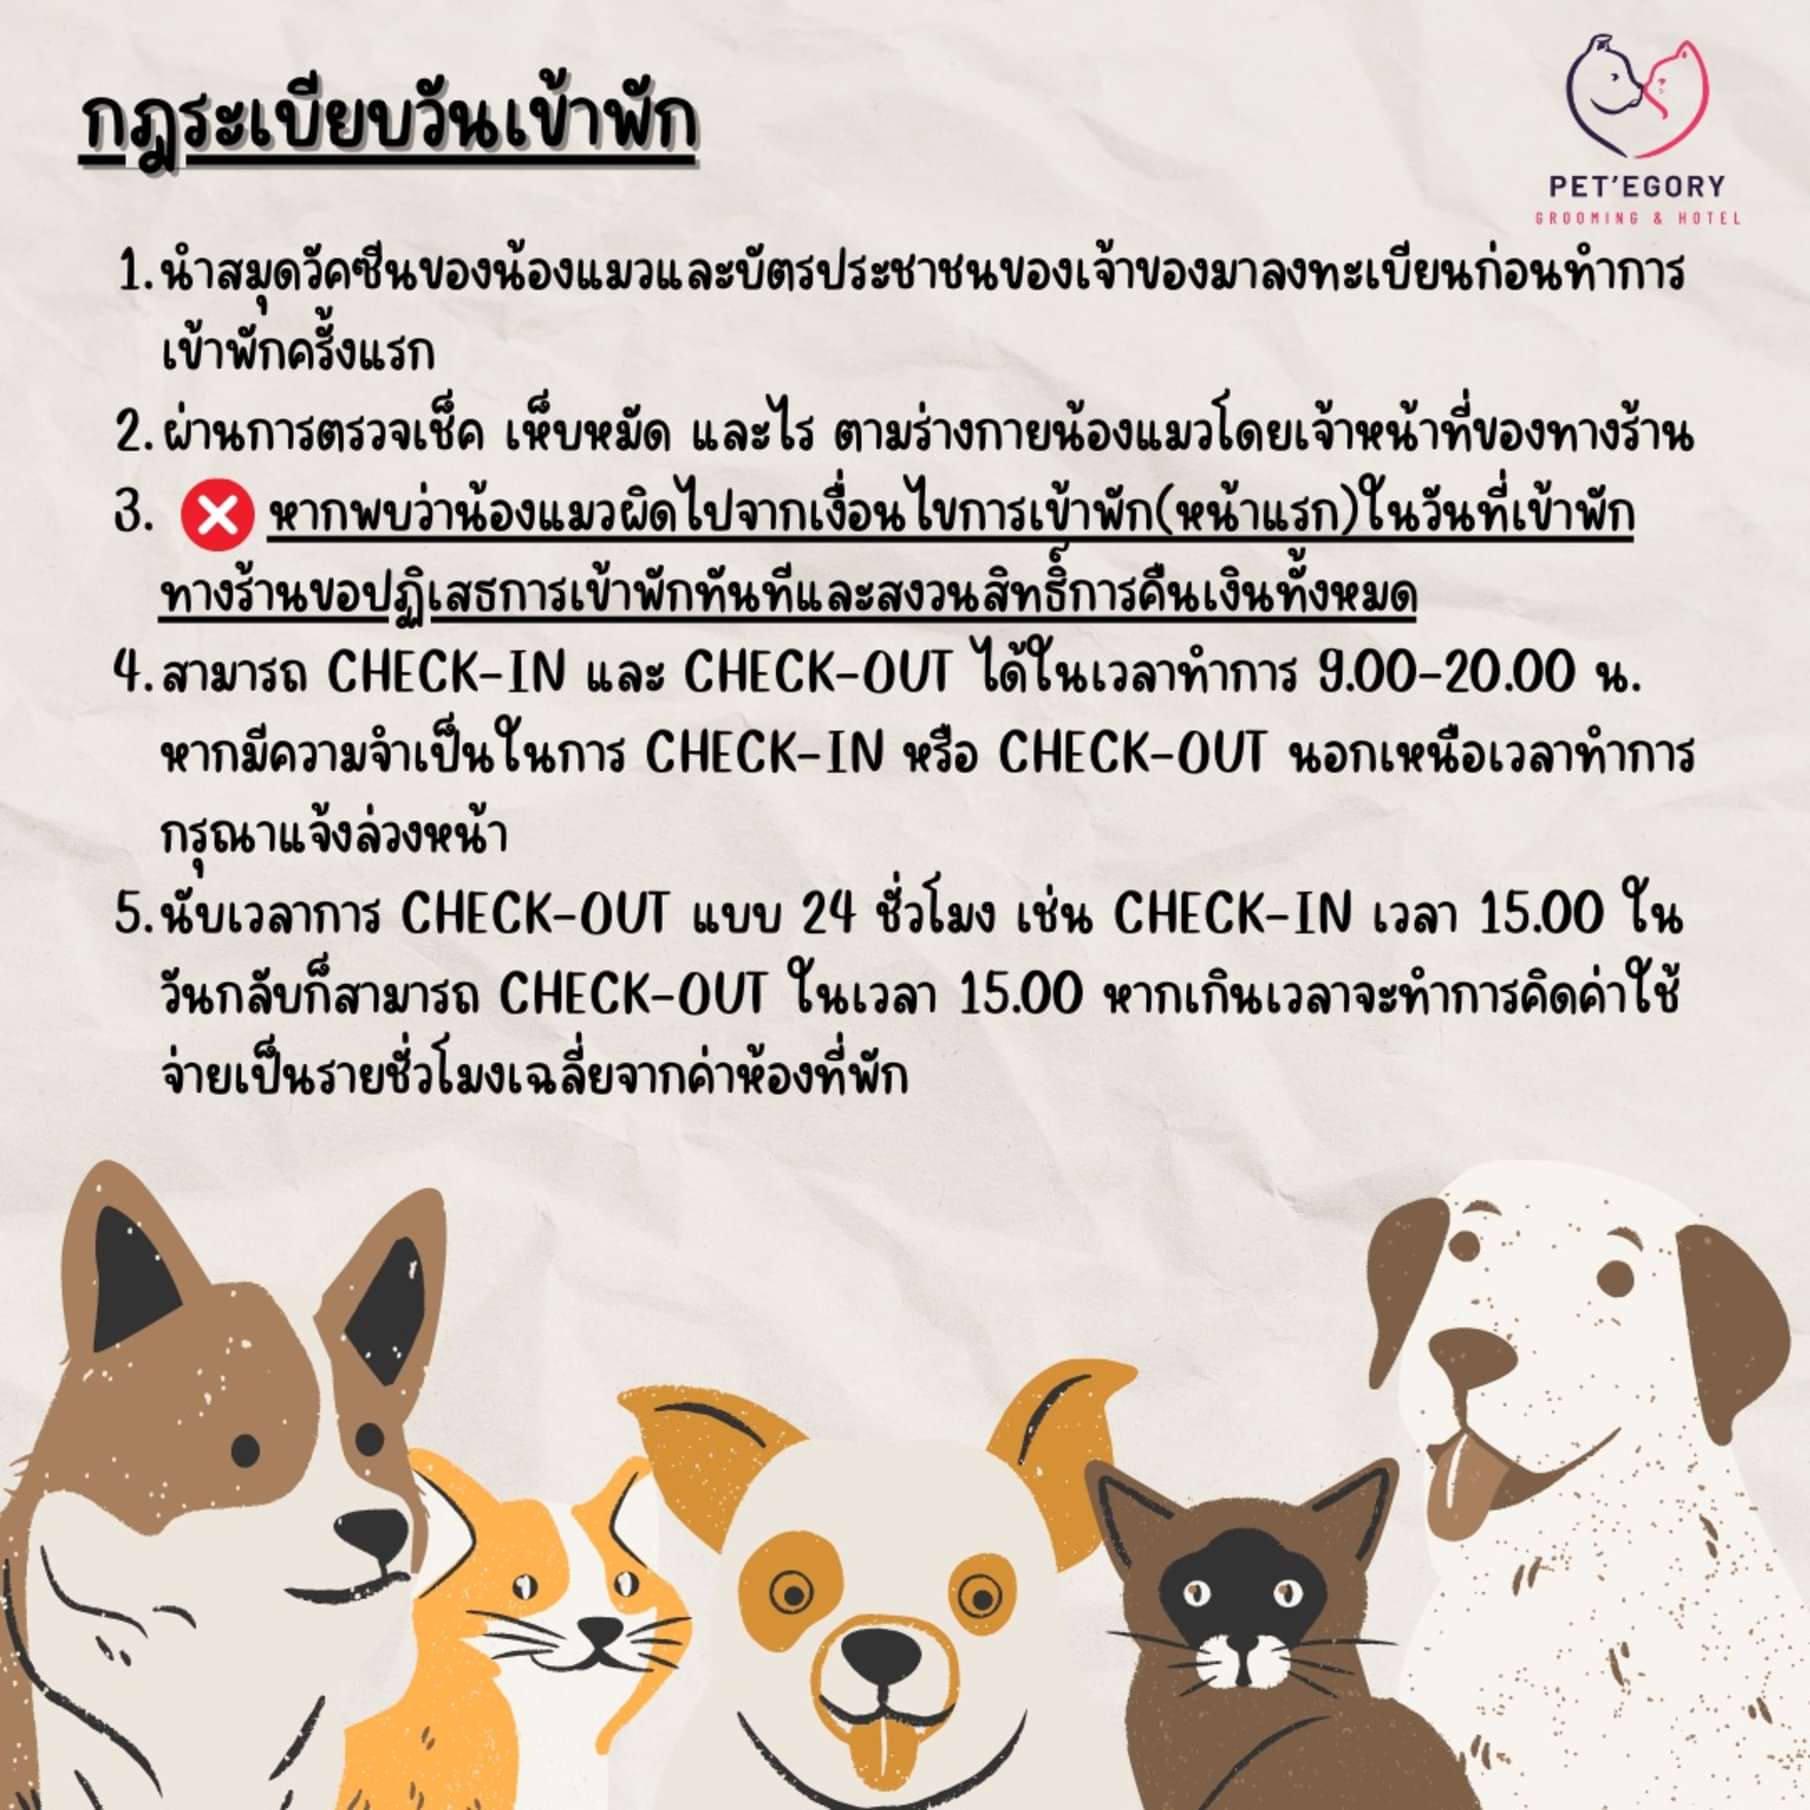 กฎระเบียบวันเข้าพัก
PET'EGORY
GROOMING & HOTEL
1. นำสมุดวัคซีนของน้องแมวและบัตรประชาชนของเจ้าของมาลงทะเบียนก่อนทำการ
เข้าพักครั้งแรก
2. ผ่านการตรวจเช็ค เห็บหมัด และไร ตามร่างกายน้องแมวโดยเจ้าหน้าที่ของทางร้าน
3. ❌ หากพบว่าน้องแมวผิดไปจากเงื่อนไขการเข้าพัก(หน้าแรก)ในวันที่เข้าพัก
ทางร้านขอปฏิเสธการเข้าพักทันทีและสงวนสิทธิ์การคืนเงินทั้งหมด
4. สามารถ CHECK-IN และ CHECK-OUT ได้ในเวลาทำการ 9.00-20.00 น.
หากมีความจำเป็นในการ CHECK-IN หรือ CHECK-OUT นอกเหนือเวลาทำการ
กรุณาแจ้งล่วงหน้า
5. นับเวลาการ CHECK-OUT แบบ 24 ชั่วโมง เช่น CHECK-IN เวลา 15.00 ใน
วันกลับก็สามารถ CHECK-OUT ในเวลา 15.00 หากเกินเวลาจะทำการคิดค่าใช้
จ่ายเป็นรายชั่วโมงเฉลี่ยจากค่าห้องที่พัก